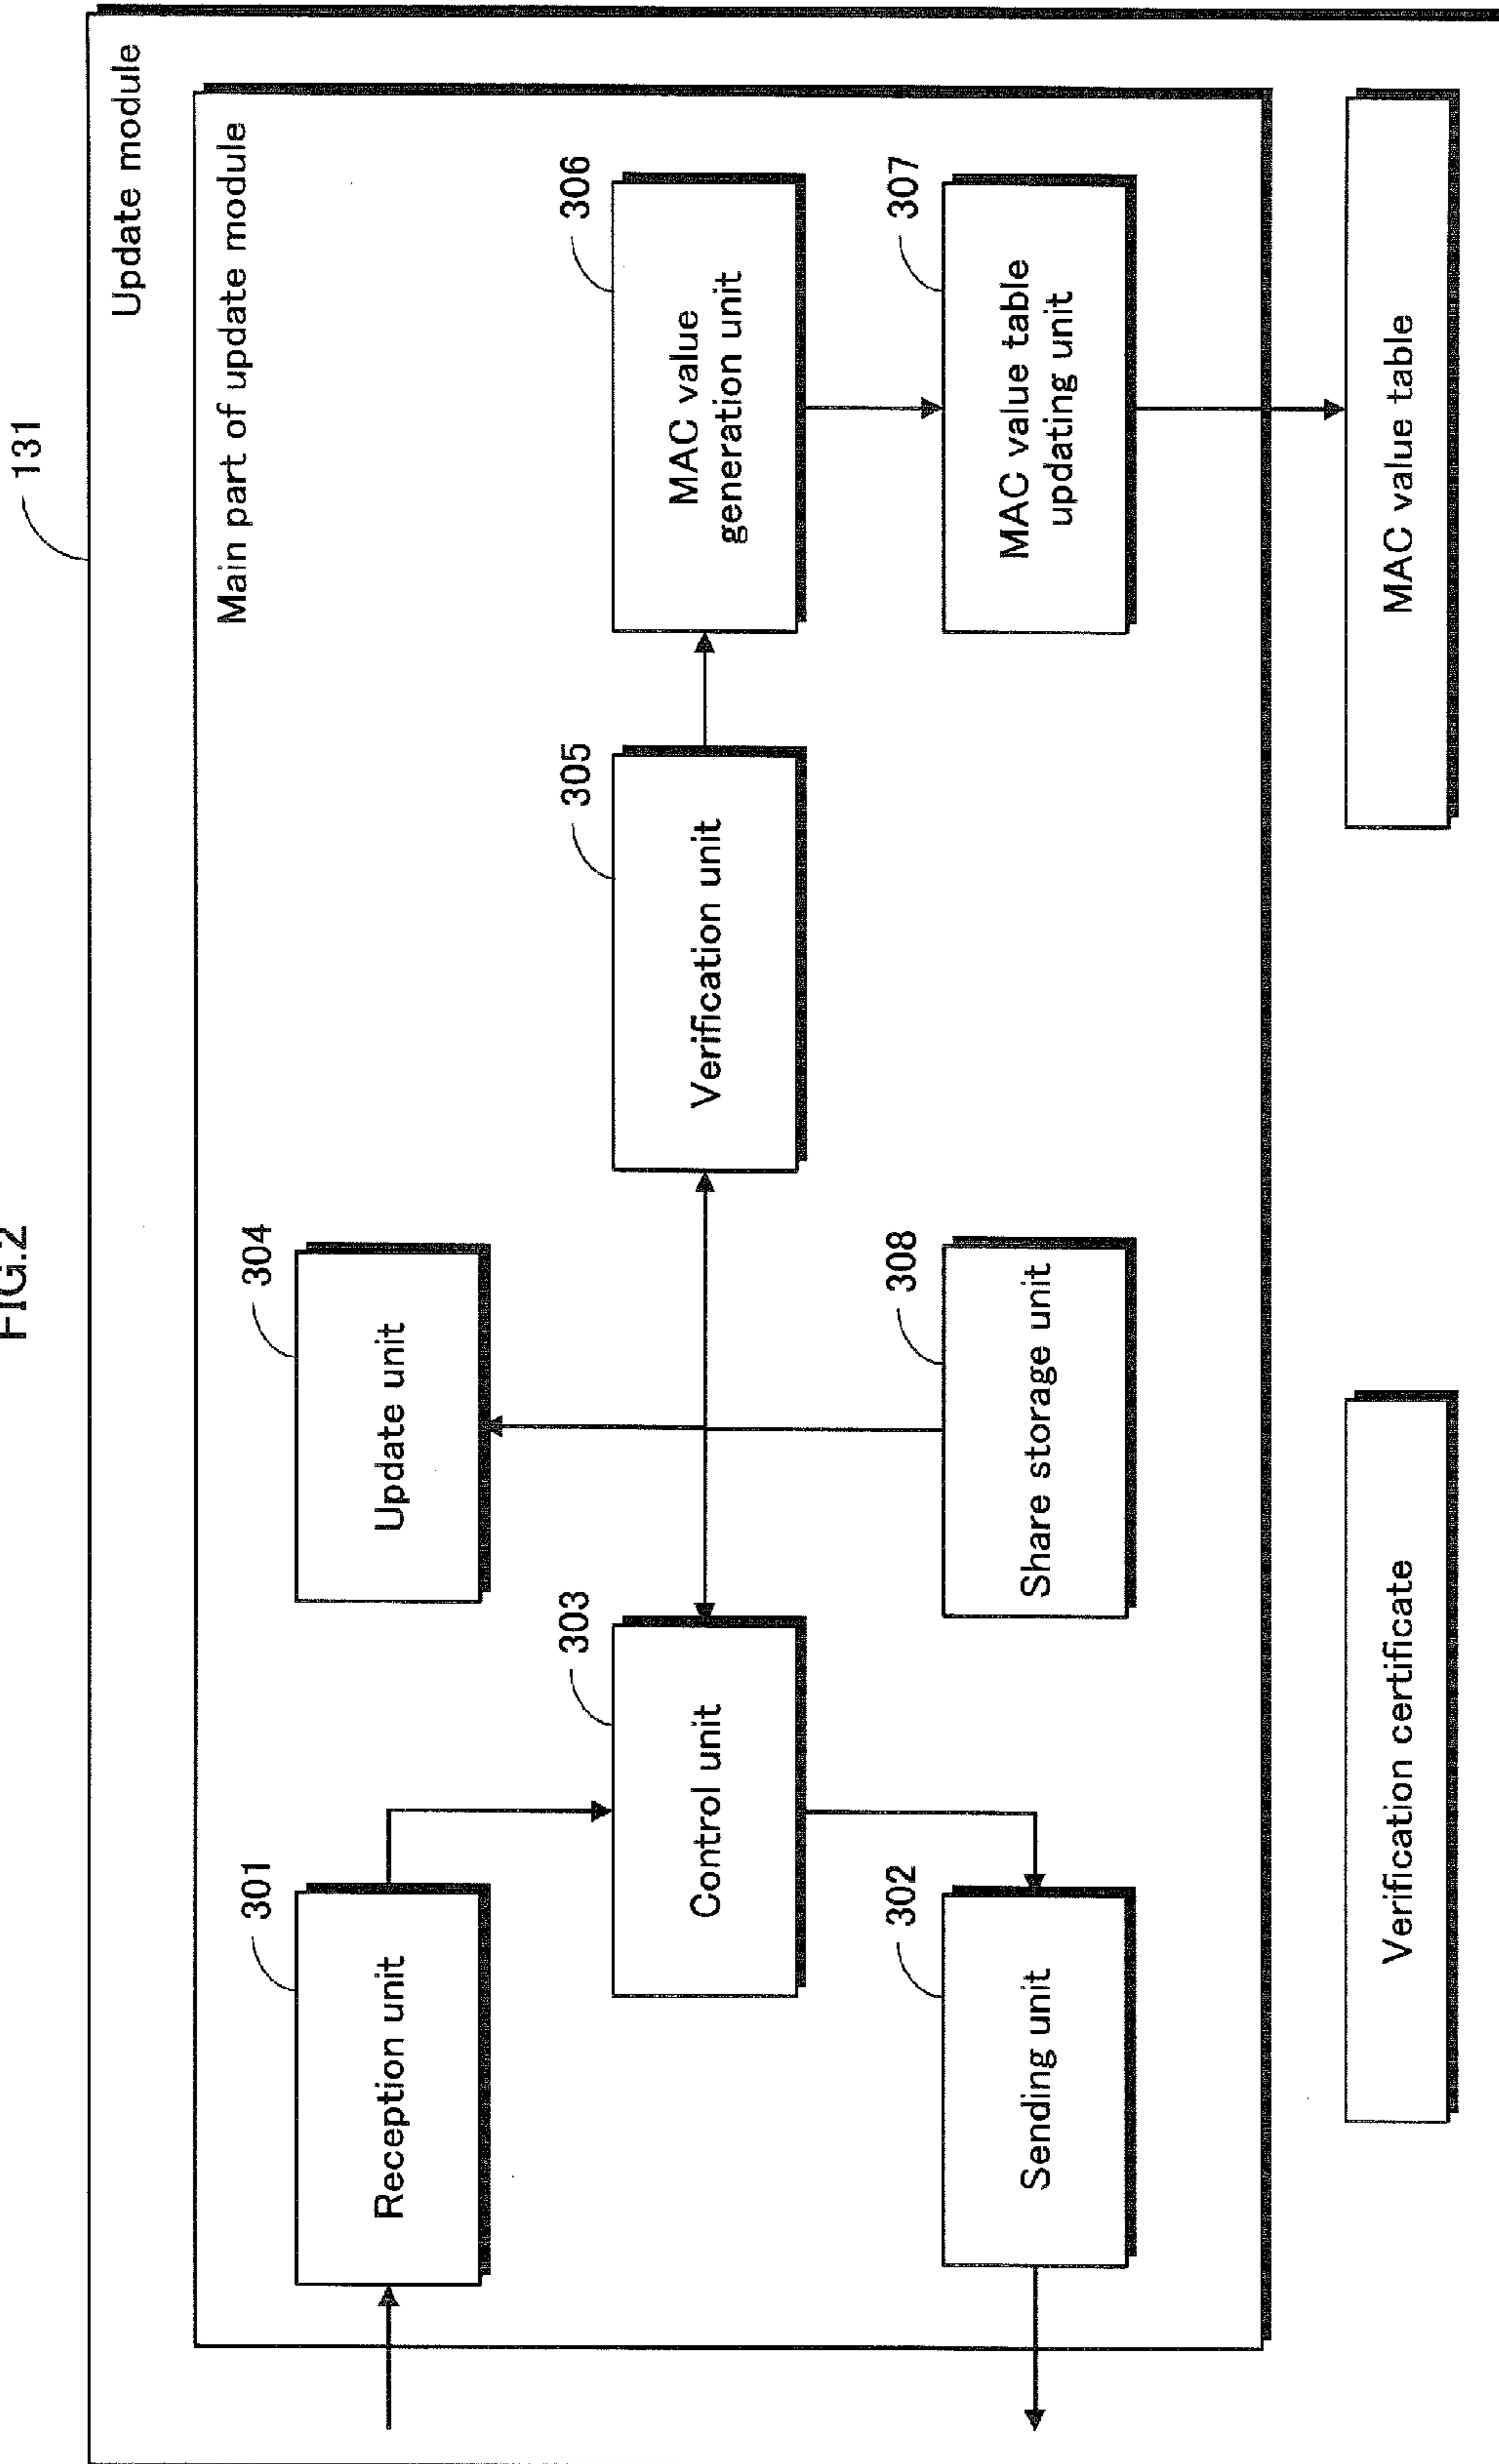 FIG.2
131
Update module
Main part of update module
301
Reception unit
304
Update unit
303
Control unit
305
Verification unit
306
MAC value
generation unit
302
Sending unit
308
Share storage unit
307
MAC value table
updating unit
Verification certificate
MAC value table